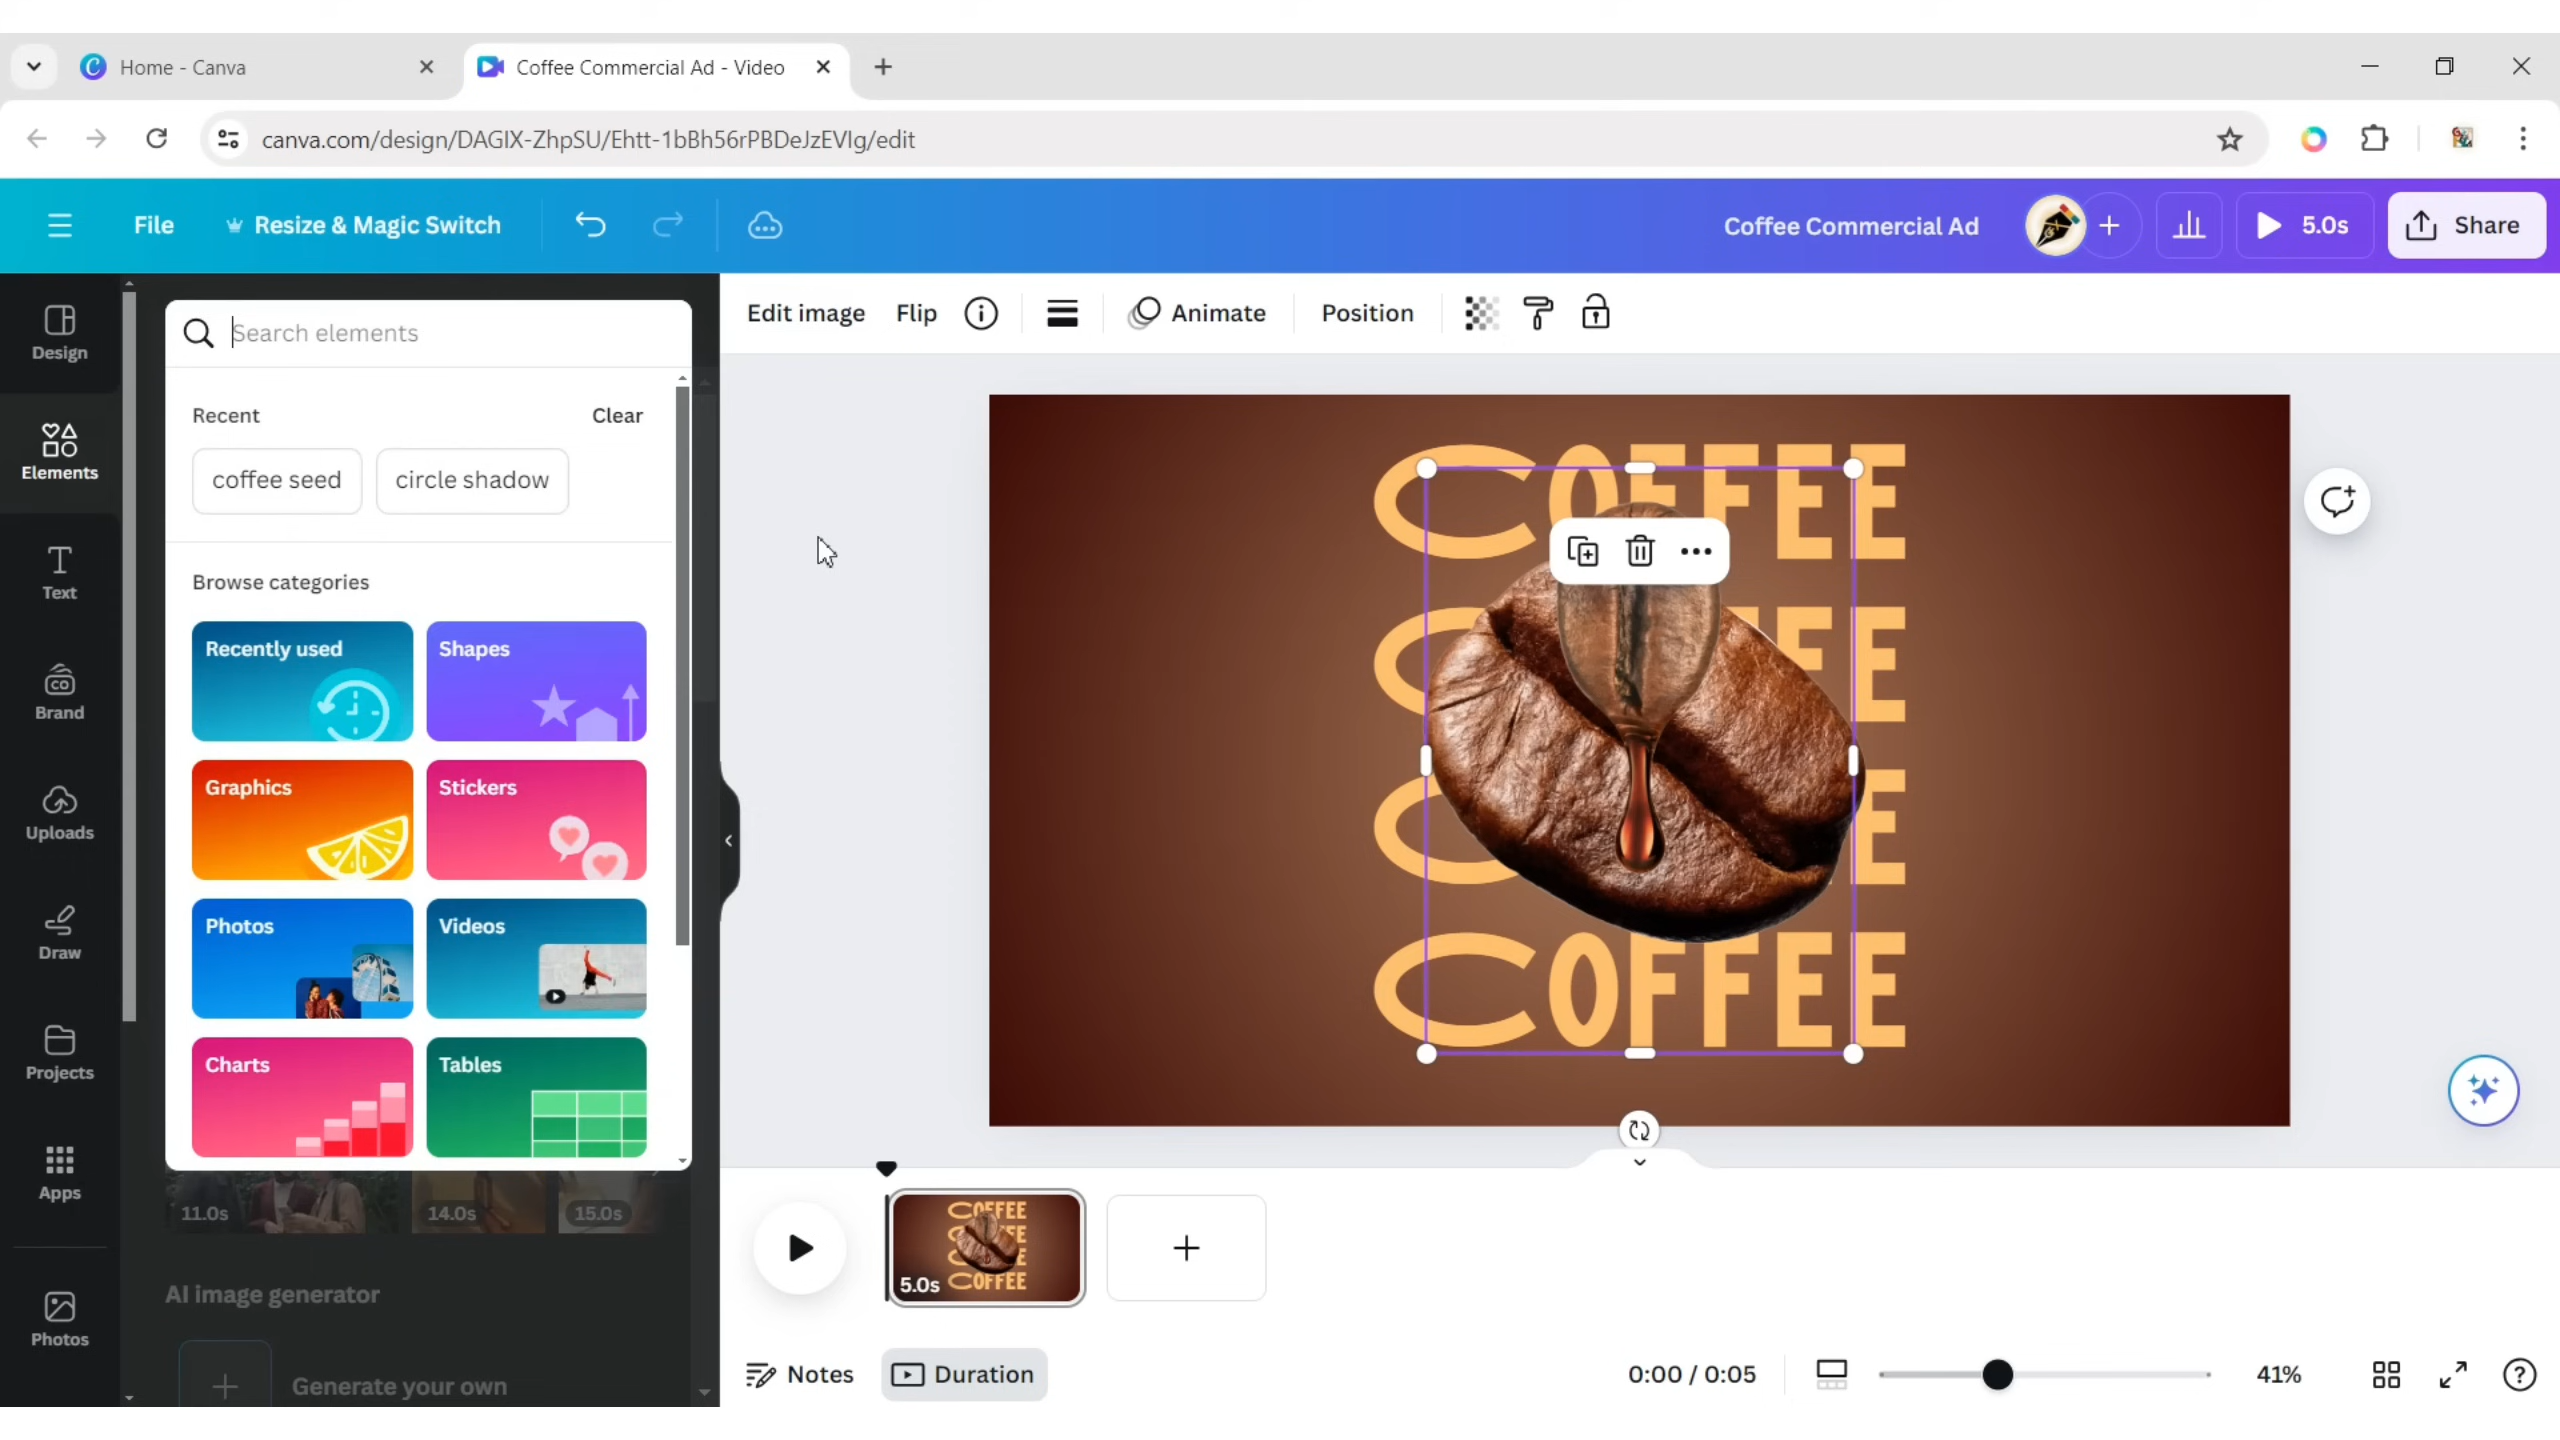 Home - Canva
Coffee Commercial Ad - Video
canva.com/design/DAGIX-ZhpSU/Ehtt-1bBh56rPBDeJzEVIg/edit
File
Resize & Magic Switch
Coffee Commercial Ad
5.0s
Share
Design
Elements
Text
Brand
Uploads
Draw
Projects
Apps
Photos
Search elements
Recent
Clear
coffee seed
circle shadow
Browse categories
Recently used
Shapes
Graphics
Stickers
Photos
Videos
Charts
Tables
11.0s
14.0s
15.0s
AI image generator
Generate your own
Edit image
Flip
Animate
Position
COFFEE
C FEE
C E
COFFEE
5.0s
COFFEE
COFFEE
Notes
Duration
0:00 / 0:05
41%